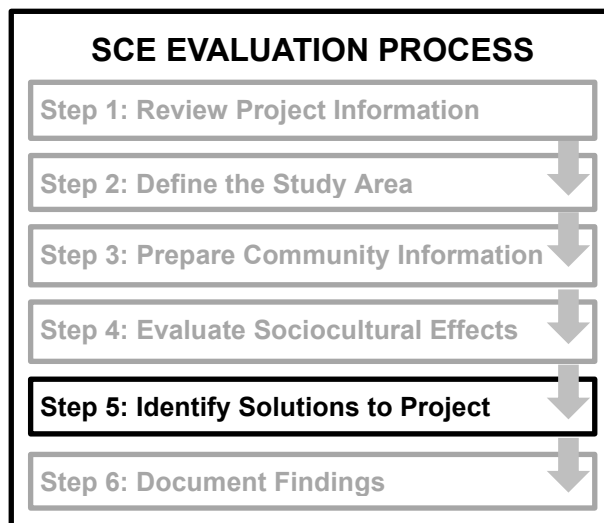 SCE EVALUATION PROCESS
Step 1: Review Project Information
Step 2: Define the Study Area
Step 3: Prepare Community Information
Step 4: Evaluate Sociocultural Effects
Step 5: Identify Solutions to Project
Step 6: Document Findings